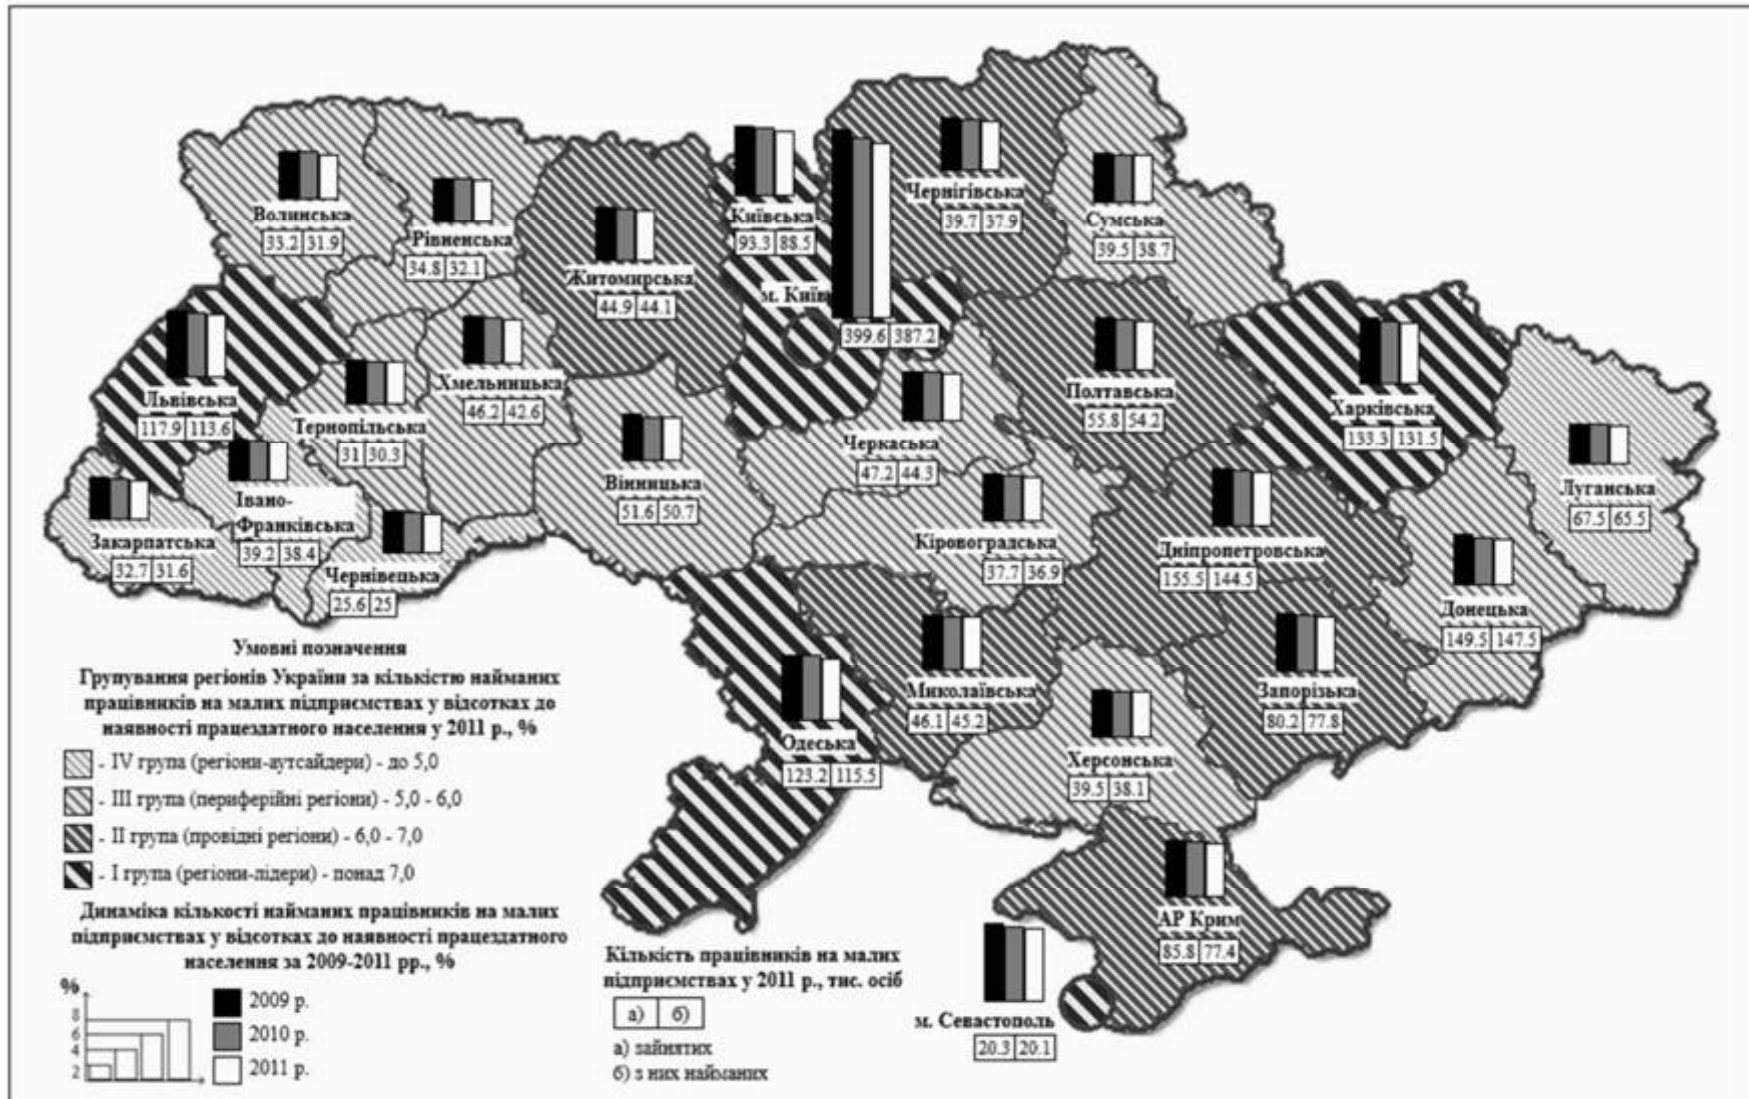 Волинська
33.2 31.9
Рівненська
34.8 32.1
Житомирська
44.9 44.1
Київська
93.3 88.5
м. Київ
399.6 387.2
Чернігівська
39.7 37.9
Сумська
39.5 38.7
Львівська
117.9 113.6
Тернопільська
31 30.3
Хмельницька
46.2 42.6
Вінницька
51.6 50.7
Черкаська
47.2 44.3
Полтавська
55.8 54.2
Харківська
133.3 131.5
Луганська
67.5 65.5
Закарпатська
32.7 31.6
Івано-
Франківська
39.2 38.4
Чернівецька
25.6 25
Кіровоградська
37.7 36.9
Дніпропетровська
155.5 144.5
Донецька
149.5 147.5
Одеська
123.2 115.5
Миколаївська
46.1 45.2
Запорізька
80.2 77.8
Херсонська
39.5 38.1
АР Крим
85.8 77.4
м. Севастополь
20.3 20.1
Умовні позначення
Групування регіонів України за кількістю найманих
працівників на малих підприємствах у відсотках до
наявності працездатного населення у 2011 р., %
- IV група (регіони-аутсайдери) - до 5,0
- III група (периферійні регіони) - 5,0 - 6,0
- II група (провідні регіони) - 6,0 - 7,0
- I група (регіони-лідери) - понад 7,0
Динаміка кількості найманих працівників на малих
підприємствах у відсотках до наявності працездатного
населення за 2009-2011 рр., %
%
8
6
4
2
2009 р.
2010 р.
2011 р.
Кількість працівників на малих
підприємствах у 2011 р., тис. осіб
а) б)
а) зайнятих
б) з них найманих